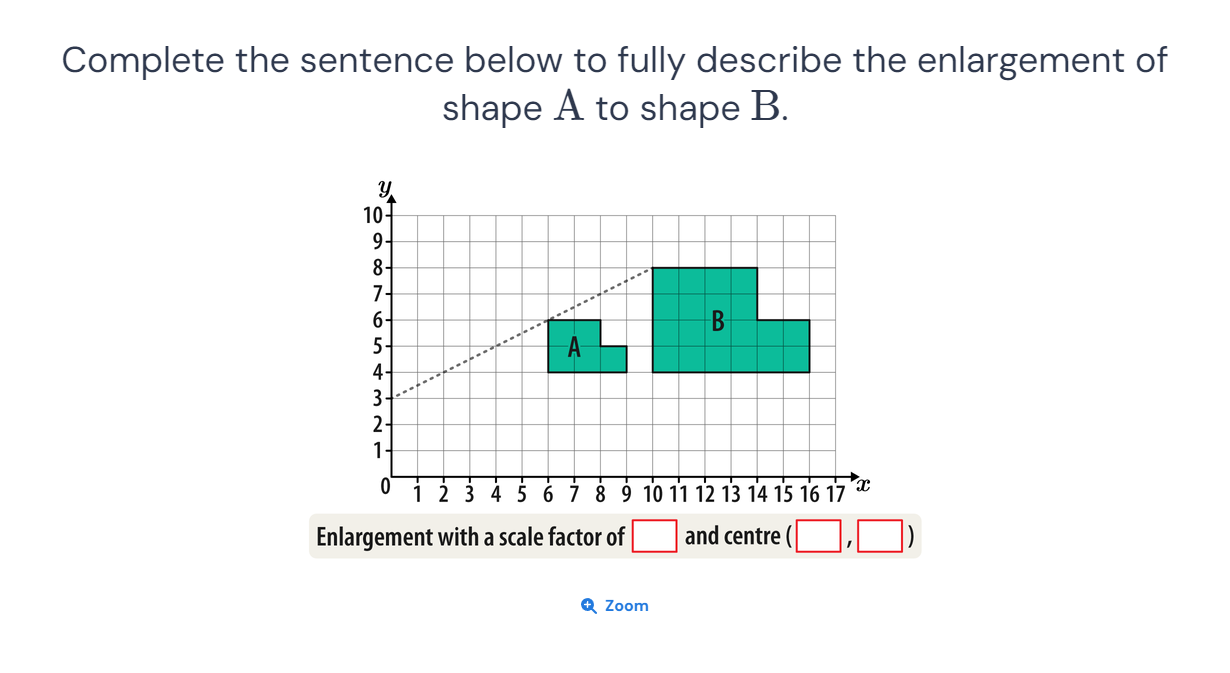 Complete the sentence below to fully describe the enlargement of
shape A to shape B.
y
10
9
8
7
6
5
4
3
2
1
A
B
0 1 2 3 4 5 6 7 8 9 10 11 12 13 14 15 16 17 x
Enlargement with a scale factor of and centre ( , )
Zoom